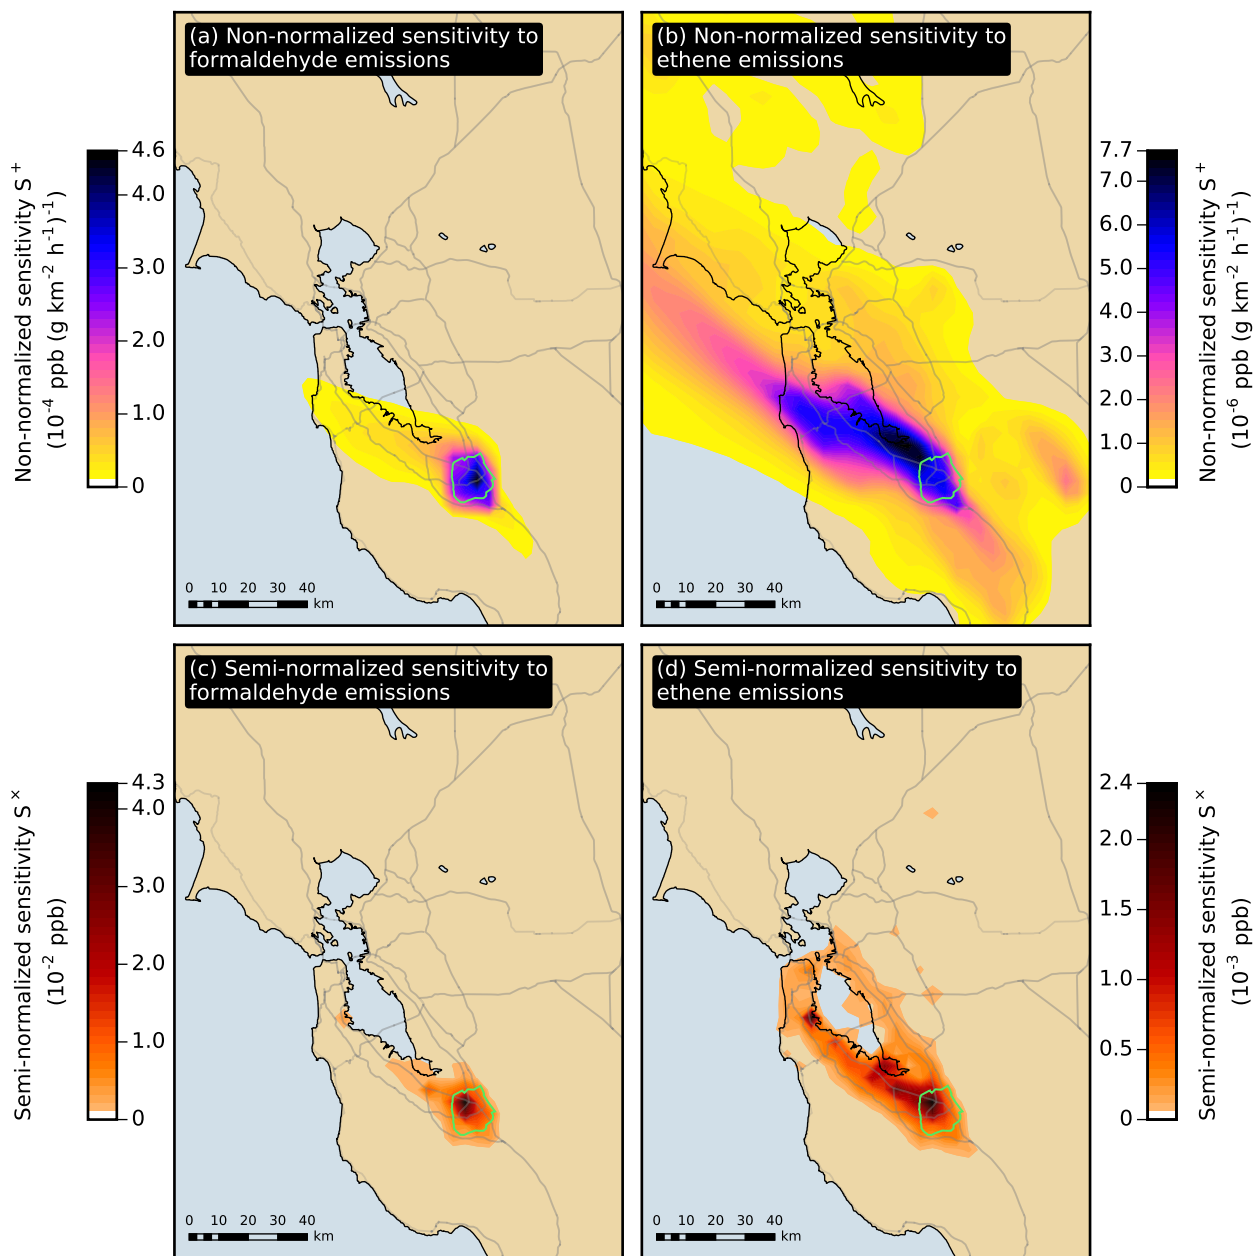 (a) Non-normalized sensitivity to
formaldehyde emissions
(b) Non-normalized sensitivity to
ethene emissions
Non-normalized sensitivity S⁺
(10⁻⁴ ppb (g km⁻² h⁻¹)⁻¹)
4.6
4.0
3.0
2.0
1.0
0
0 10 20 30 40
km
0 10 20 30 40
km
7.7
7.0
6.0
5.0
4.0
3.0
2.0
1.0
0
Non-normalized sensitivity S⁺
(10⁻⁶ ppb (g km⁻² h⁻¹)⁻¹)
(c) Semi-normalized sensitivity to
formaldehyde emissions
(d) Semi-normalized sensitivity to
ethene emissions
Semi-normalized sensitivity Sˣ
(10⁻² ppb)
4.3
4.0
3.0
2.0
1.0
0
0 10 20 30 40
km
0 10 20 30 40
km
2.4
2.0
1.5
1.0
0.5
0
Semi-normalized sensitivity Sˣ
(10⁻³ ppb)